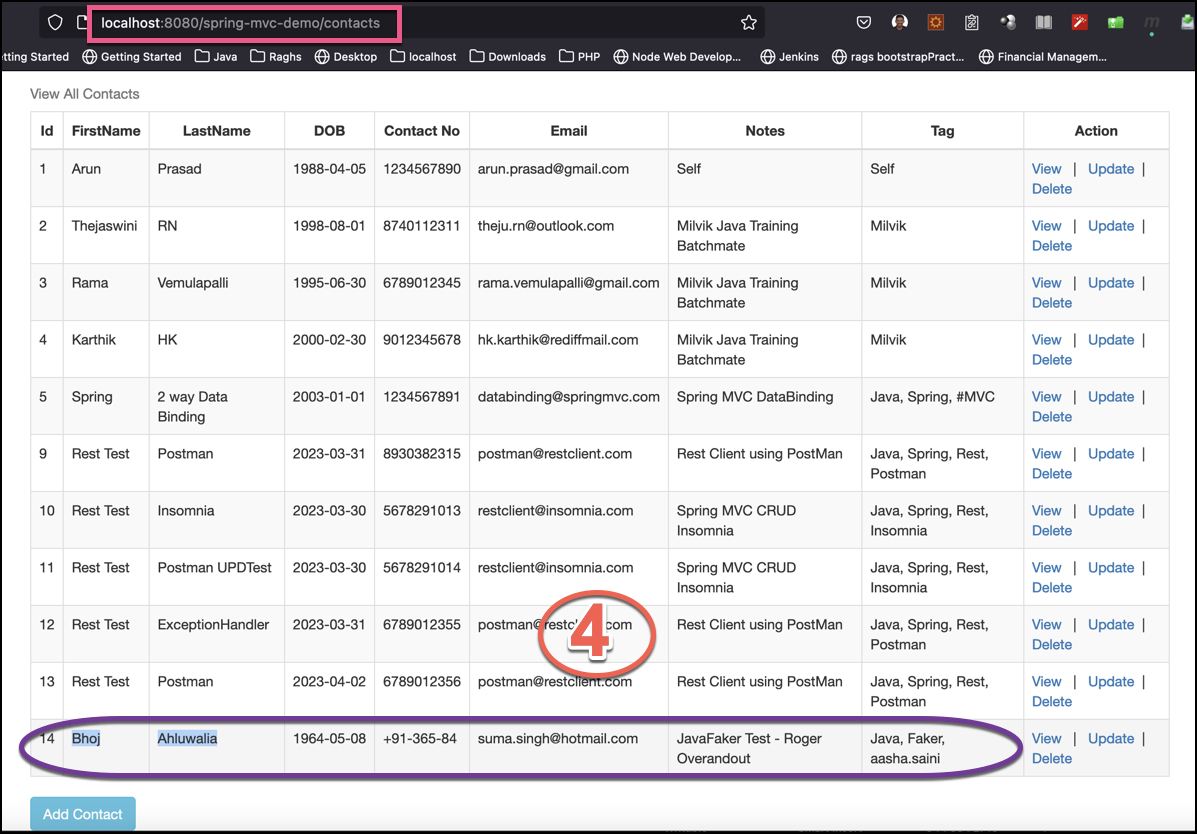 localhost:8080/spring-mvc-demo/contacts
tting Started Getting Started Java Raghs Desktop localhost Downloads PHP Node Web Develop... Jenkins rags bootstrapPract... Financial Managem...
View All Contacts
Id FirstName LastName DOB Contact No Email Notes Tag Action
1 Arun Prasad 1988-04-05 1234567890 arun.prasad@gmail.com Self Self View | Update |
Delete
2 Thejaswini RN 1998-08-01 8740112311 theju.rn@outlook.com Milvik Java Training Milvik View | Update |
Batchmate Delete
3 Rama Vemulapalli 1995-06-30 6789012345 rama.vemulapalli@gmail.com Milvik Java Training Milvik View | Update |
Batchmate Delete
4 Karthik HK 2000-02-30 9012345678 hk.karthik@rediffmail.com Milvik Java Training Milvik View | Update |
Batchmate Delete
5 Spring 2 way Data 2003-01-01 1234567891 databinding@springmvc.com Spring MVC DataBinding Java, Spring, #MVC View | Update |
Binding Delete
9 Rest Test Postman 2023-03-31 8930382315 postman@restclient.com Rest Client using PostMan Java, Spring, Rest, View | Update |
Postman Delete
10 Rest Test Insomnia 2023-03-30 5678291013 restclient@insomnia.com Spring MVC CRUD Java, Spring, Rest, View | Update |
Insomnia Insomnia Delete
11 Rest Test Postman UPDTest 2023-03-30 5678291014 restclient@insomnia.com Spring MVC CRUD Java, Spring, Rest, View | Update |
Insomnia Insomnia Delete
12 Rest Test ExceptionHandler 2023-03-31 6789012355 Rest Client using PostMan Java, Spring, Rest, View | Update |
4
Postman Delete
13 Rest Test Postman 2023-04-02 6789012356 postman@restclient.com Rest Client using PostMan Java, Spring, Rest, View | Update |
Postman Delete
14 Bhoj Ahluwalia 1964-05-08 +91-365-84 suma.singh@hotmail.com JavaFaker Test - Roger Java, Faker, View | Update |
Overandout aasha.saini Delete
Add Contact